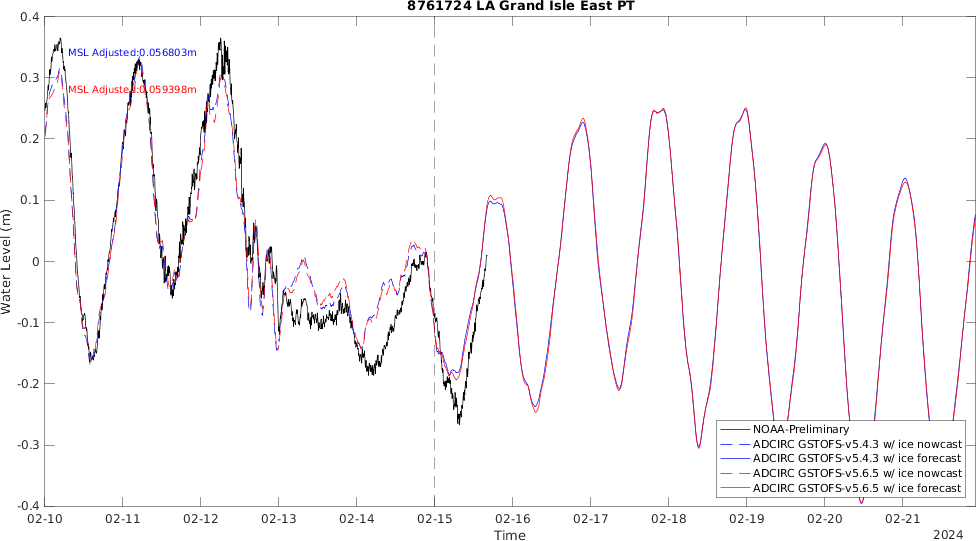 8761724 LA Grand Isle East PT
0.4
0.3
0.2
0.1
0
-0.1
-0.2
-0.3
-0.4
Water Level (m)
MSL Adjusted:0.056803m
MSL Adjusted:0.059398m
NOAA-Preliminary
ADCIRC GSTOFS-v5.4.3 w/ ice nowcast
ADCIRC GSTOFS-v5.4.3 w/ ice forecast
ADCIRC GSTOFS-v5.6.5 w/ ice nowcast
ADCIRC GSTOFS-v5.6.5 w/ ice forecast
02-10 02-11 02-12 02-13 02-14 02-15 02-16 02-17 02-18 02-19 02-20 02-21
Time
2024